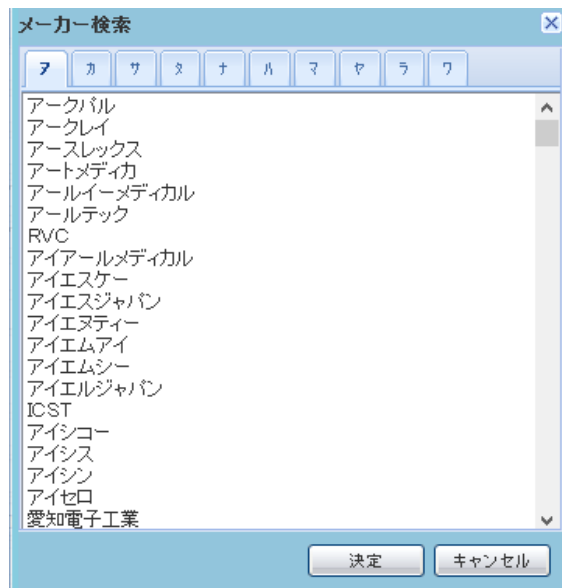 メーカー検索
ア カ サ タ ナ ハ マ ヤ ラ ワ
アークバル
アークレイ
アースレックス
アートメディカ
アールイーメディカル
アールテック
RVC
アイアールメディカル
アイエスケー
アイエスジャパン
アイエヌティー
アイエムアイ
アイエムシー
アイエルジャパン
ICST
アイシコー
アイシス
アイシン
アイセロ
愛知電子工業
決定 キャンセル